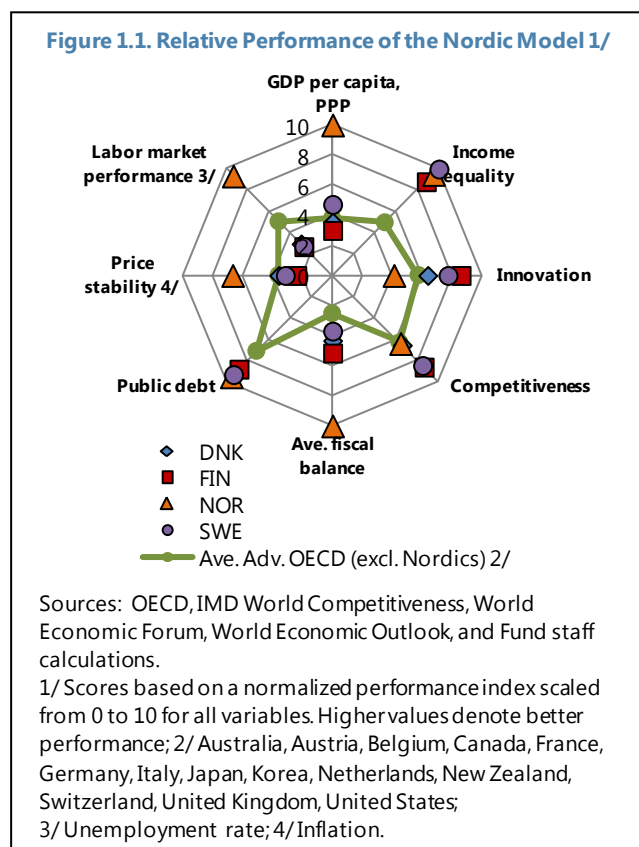 Figure 1.1. Relative Performance of the Nordic Model 1/
GDP per capita,
PPP
10
8
6
4
2
0
Income
equality
Innovation
Competitiveness
Ave. fiscal
balance
Public debt
Price
stability 4/
Labor market
performance 3/
DNK
FIN
NOR
SWE
Ave. Adv. OECD (excl. Nordics) 2/
Sources: OECD, IMD World Competitiveness, World
Economic Forum, World Economic Outlook, and Fund staff
calculations.
1/ Scores based on a normalized performance index scaled
from 0 to 10 for all variables. Higher values denote better
performance; 2/ Australia, Austria, Belgium, Canada, France,
Germany, Italy, Japan, Korea, Netherlands, New Zealand,
Switzerland, United Kingdom, United States;
3/ Unemployment rate; 4/ Inflation.